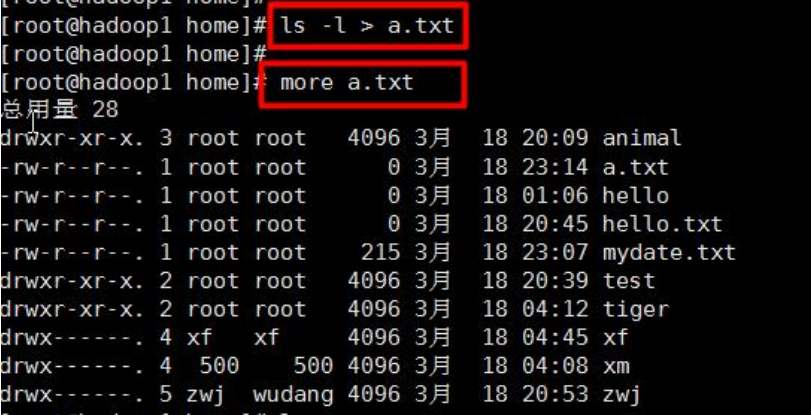 [root@hadoop1 home]#
[root@hadoop1 home]# ls -l > a.txt
[root@hadoop1 home]#
[root@hadoop1 home]# more a.txt
总用量 28
drwxr-xr-x. 3 root root   4096 3月  18 20:09 animal
-rw-r--r--. 1 root root      0 3月  18 23:14 a.txt
-rw-r--r--. 1 root root      0 3月  18 01:06 hello
-rw-r--r--. 1 root root      0 3月  18 20:45 hello.txt
-rw-r--r--. 1 root root    215 3月  18 23:07 mydate.txt
drwxr-xr-x. 2 root root   4096 3月  18 20:39 test
drwxr-xr-x. 2 root root   4096 3月  18 04:12 tiger
drwx------. 4 xf   xf     4096 3月  18 04:45 xf
drwx------. 4  500    500 4096 3月  18 04:08 xm
drwx------. 5 zwj  wudang 4096 3月  18 20:53 zwj